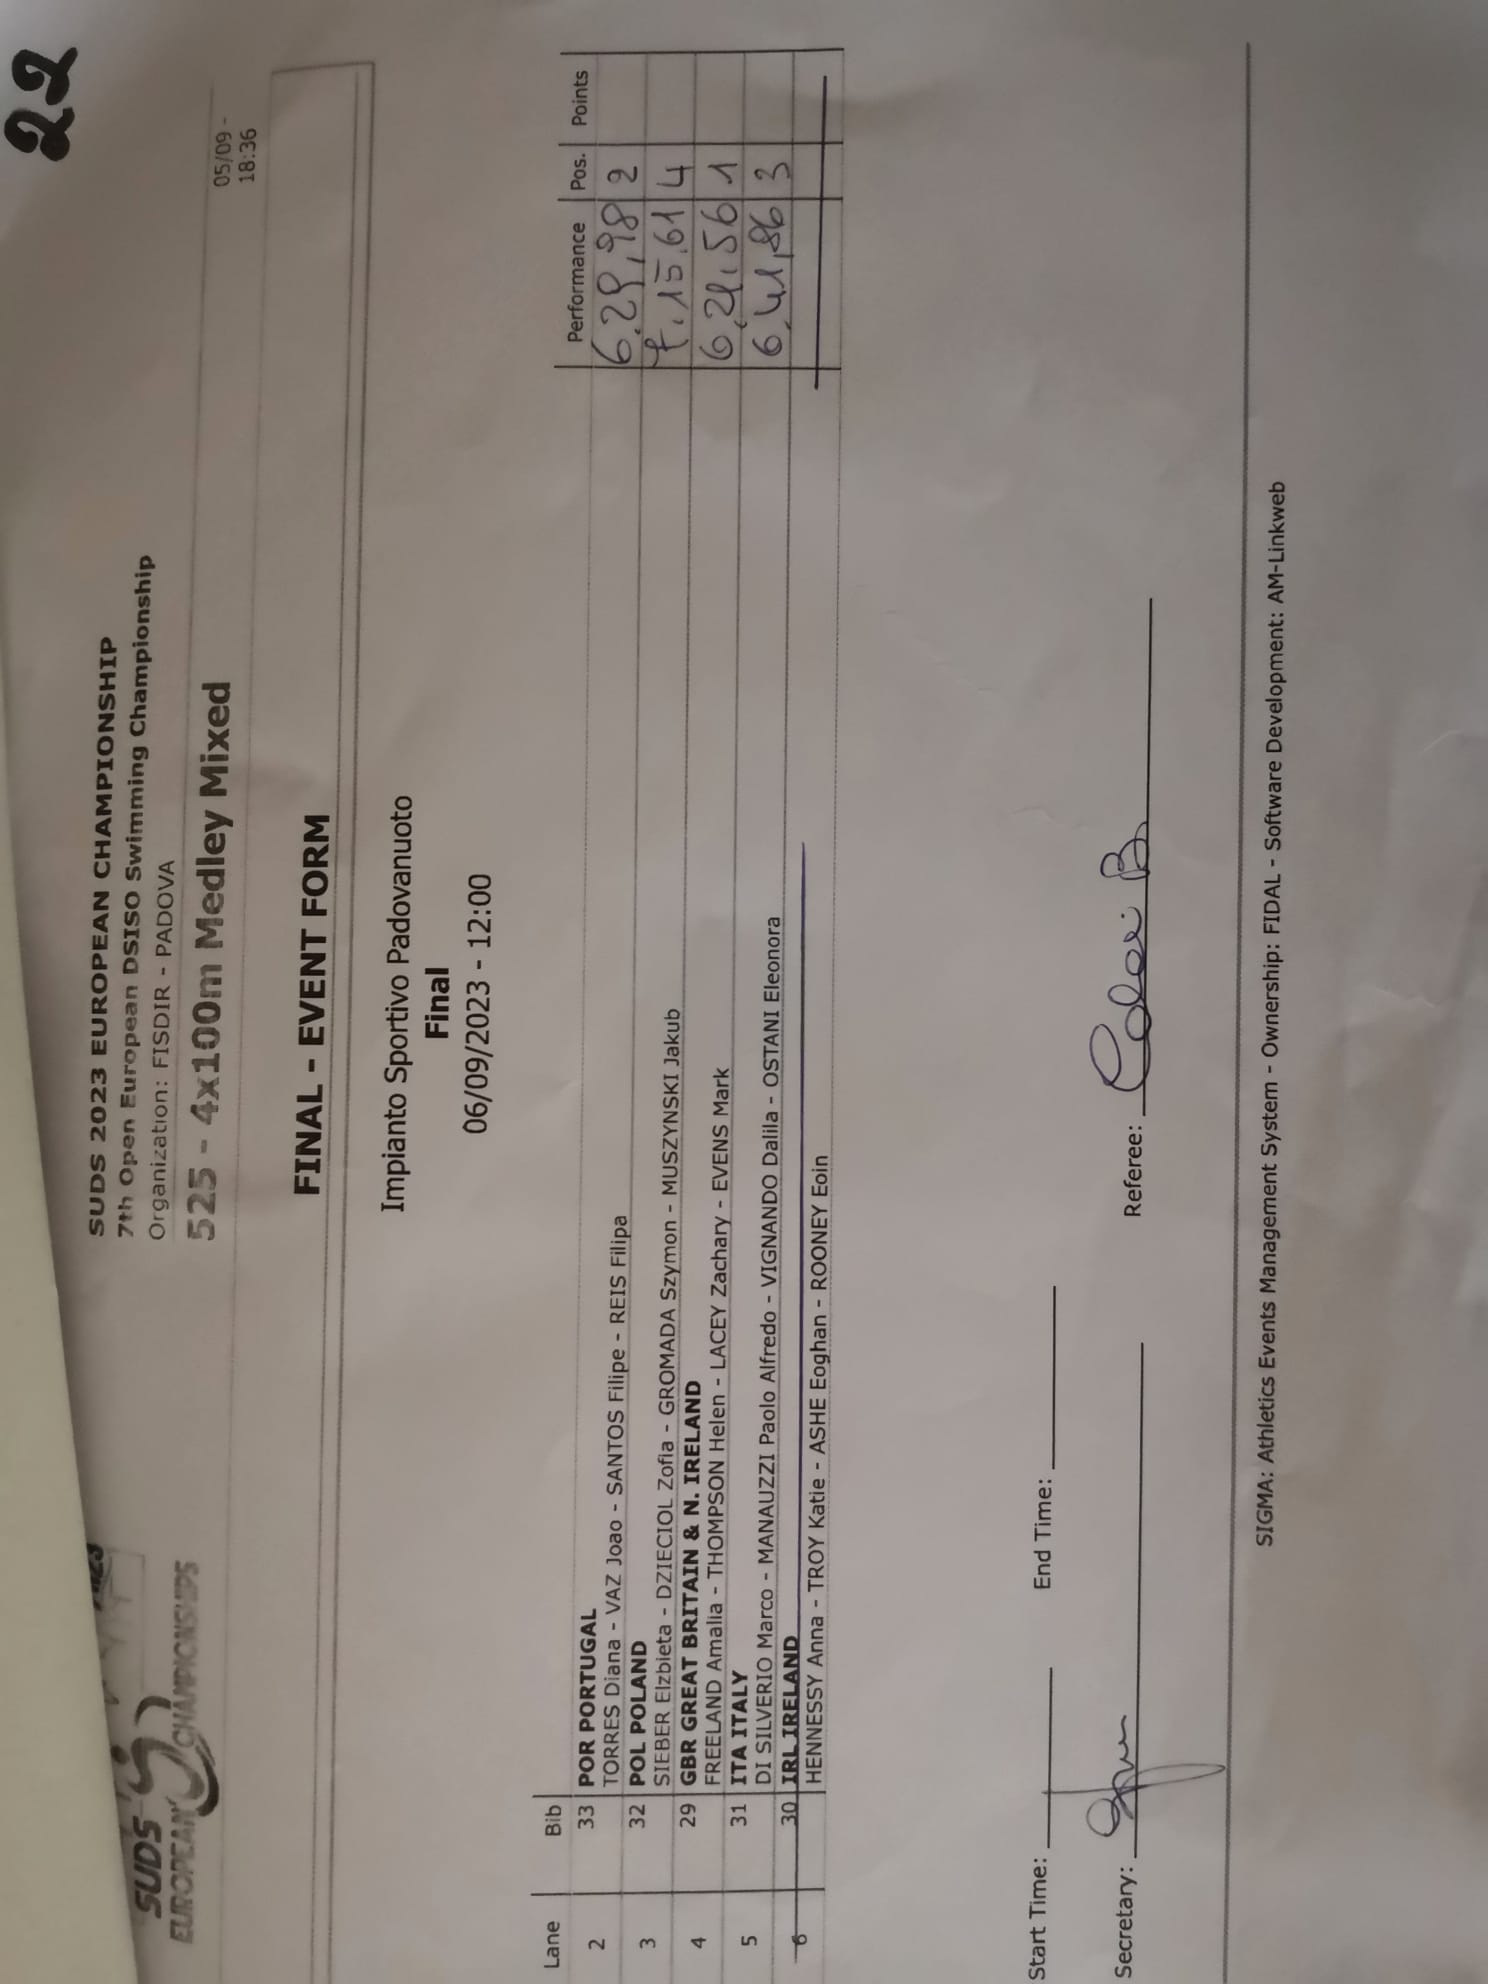 22
SUDS
EUROPEAN CHAMPIONSHIPS
SUDS 2023 EUROPEAN CHAMPIONSHIP
7th Open European DSISO Swimming Championship
Organization: FISDIR - PADOVA
525 - 4x100m Medley Mixed
05/09 -
18:36
FINAL - EVENT FORM
Impianto Sportivo Padovanuoto
Final
06/09/2023 - 12:00
Lane Bib Performance Pos. Points
2 33 POR PORTUGAL 6.29,98 2
TORRES Diana - VAZ Joao - SANTOS Filipe - REIS Filipa
3 32 POL POLAND 7.15.61 4
SIEBER Elzbieta - DZIECIOL Zofia - GROMADA Szymon - MUSZYNSKI Jakub
4 29 GBR GREAT BRITAIN & N. IRELAND 6,21.56 1
FREELAND Amalia - THOMPSON Helen - LACEY Zachary - EVENS Mark
5 31 ITA ITALY 6.41,86 3
DI SILVERIO Marco - MANAUZZI Paolo Alfredo - VIGNANDO Dalila - OSTANI Eleonora
6 30 IRL IRELAND
HENNESSY Anna - TROY Katie - ASHE Eoghan - ROONEY Eoin
Start Time: End Time:
Secretary: Referee:
SIGMA: Athletics Events Management System - Ownership: FIDAL - Software Development: AM-Linkweb